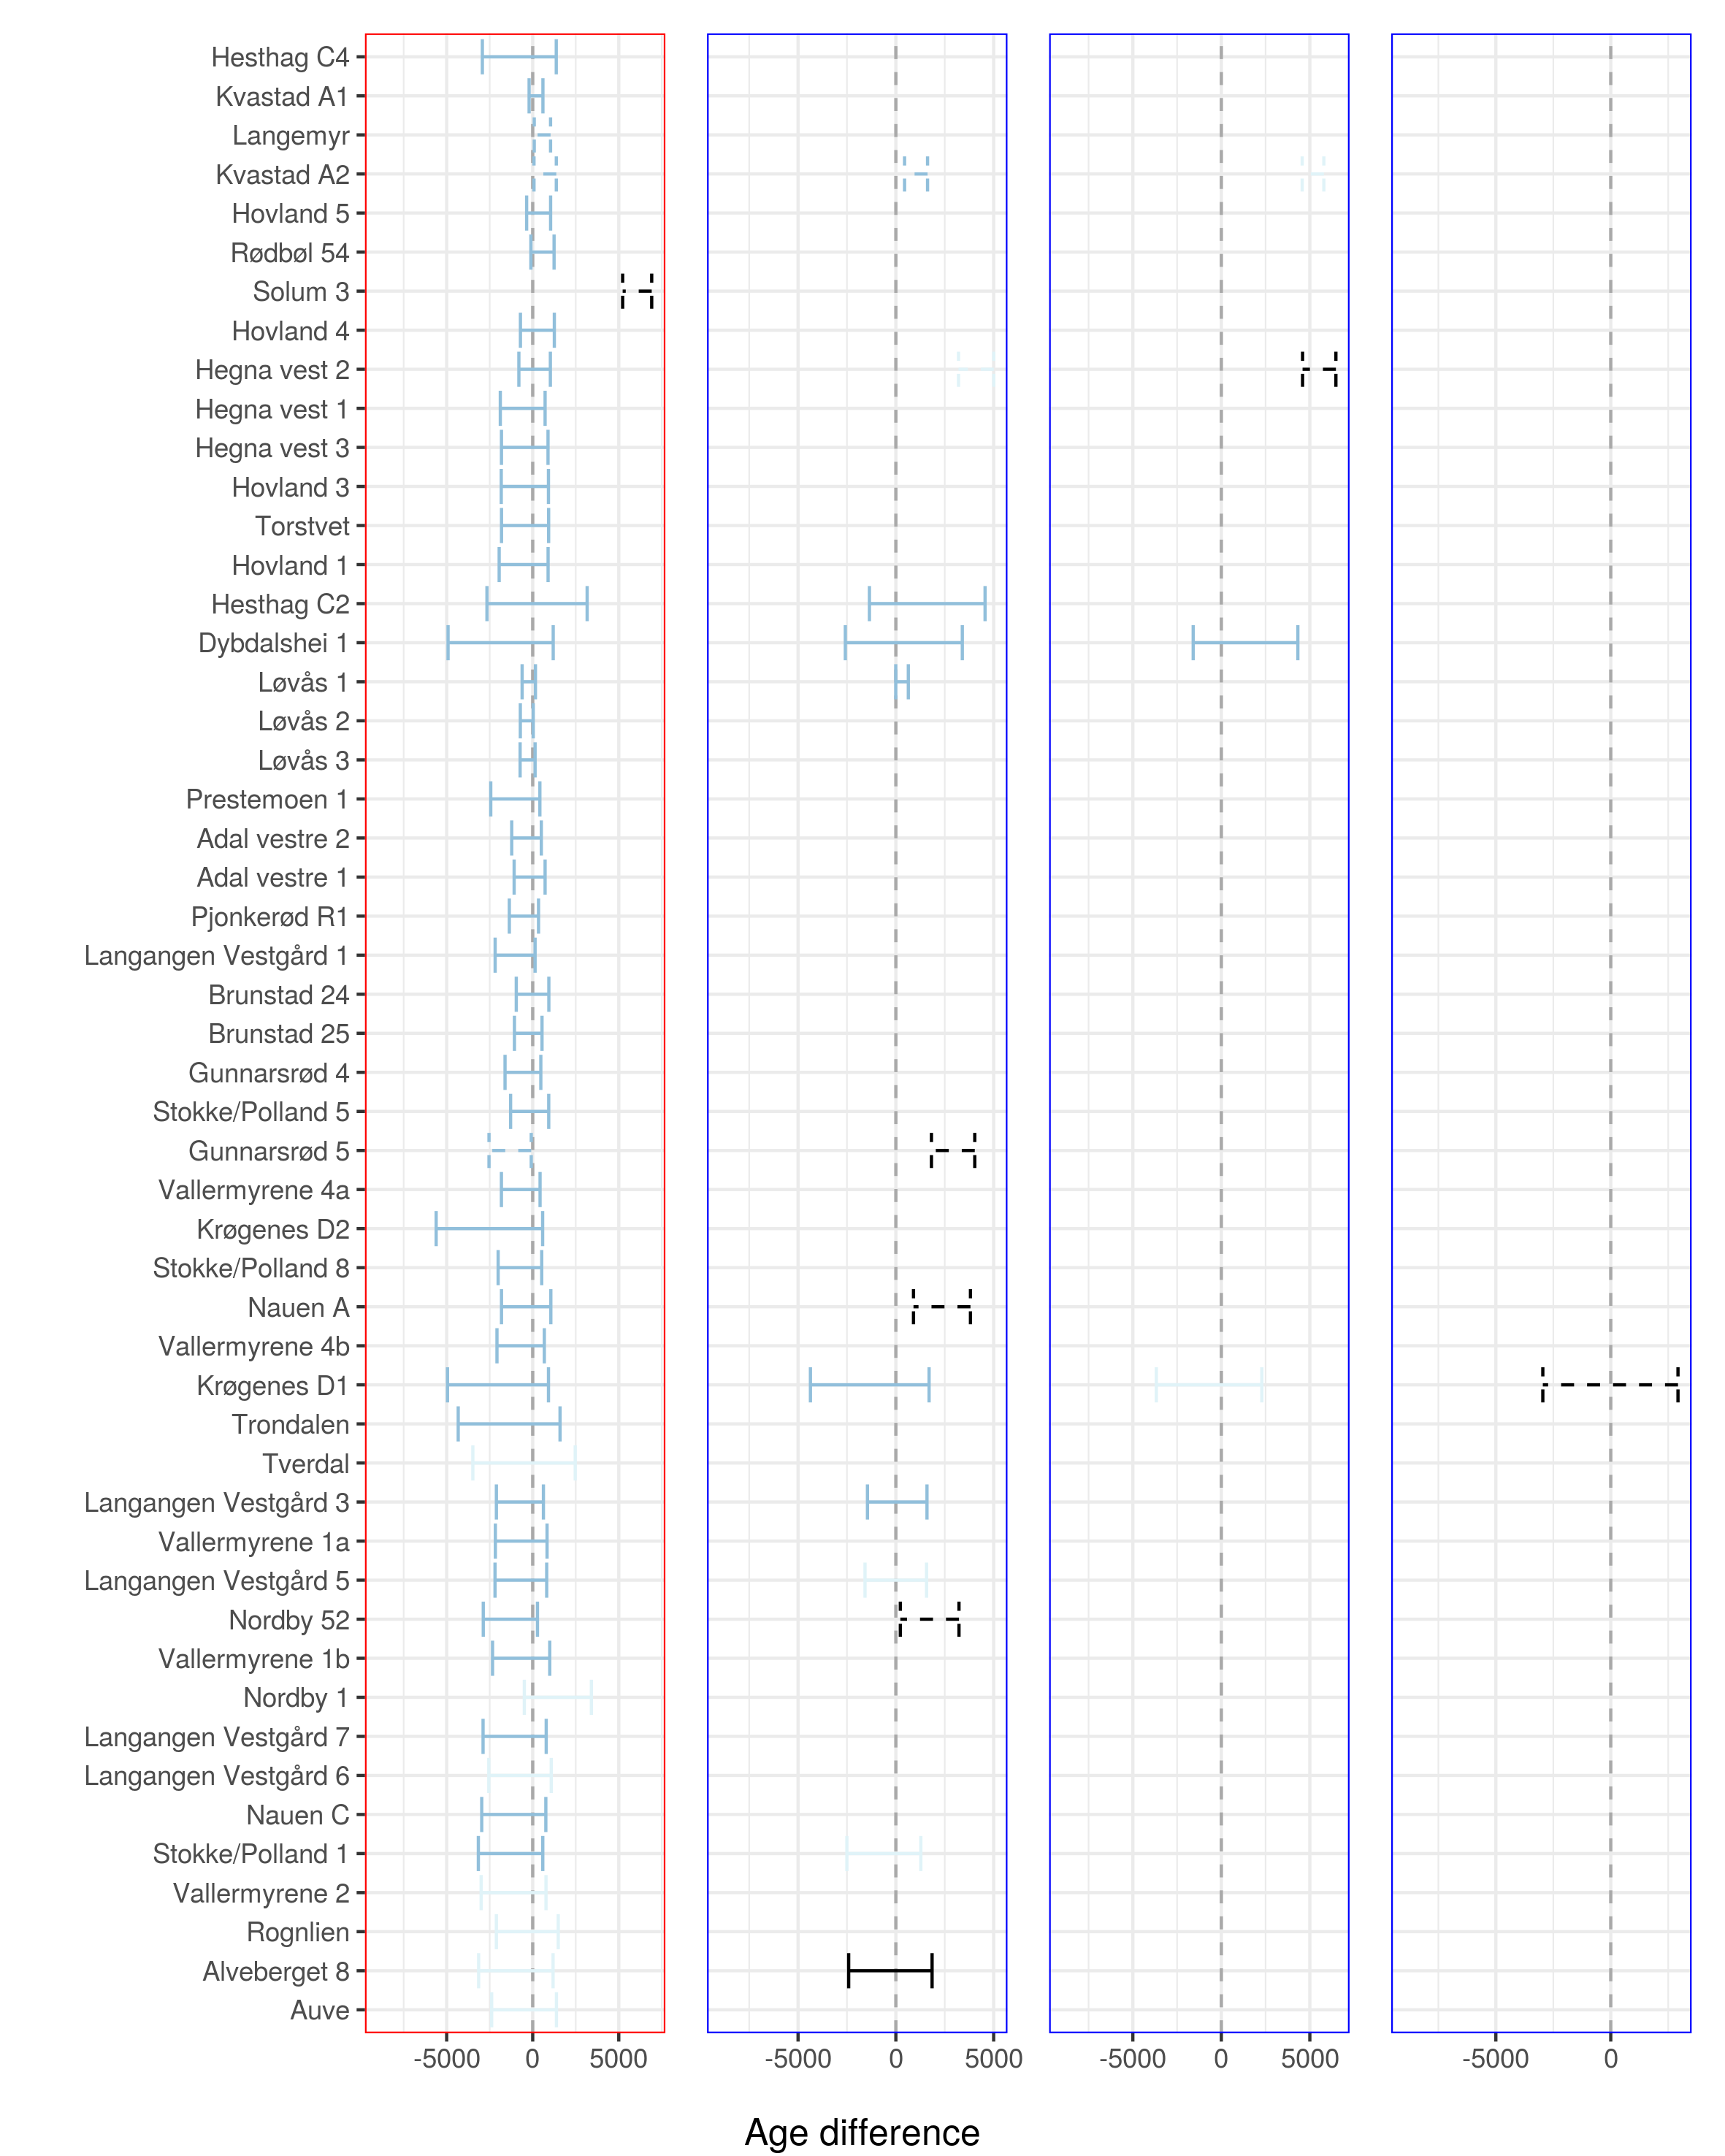 Hesthag C4
Kvastad A1
Langemyr
Kvastad A2
Hovland 5
Rødbøl 54
Solum 3
Hovland 4
Hegna vest 2
Hegna vest 1
Hegna vest 3
Hovland 3
Torstvet
Hovland 1
Hesthag C2
Dybdalshei 1
Løvås 1
Løvås 2
Løvås 3
Prestemoen 1
Adal vestre 2
Adal vestre 1
Pjonkerød R1
Langangen Vestgård 1
Brunstad 24
Brunstad 25
Gunnarsrød 4
Stokke/Polland 5
Gunnarsrød 5
Vallermyrene 4a
Krøgenes D2
Stokke/Polland 8
Nauen A
Vallermyrene 4b
Krøgenes D1
Trondalen
Tverdal
Langangen Vestgård 3
Vallermyrene 1a
Langangen Vestgård 5
Nordby 52
Vallermyrene 1b
Nordby 1
Langangen Vestgård 7
Langangen Vestgård 6
Nauen C
Stokke/Polland 1
Vallermyrene 2
Rognlien
Alveberget 8
Auve
-5000 0 5000 -5000 0 5000 -5000 0 5000 -5000 0
Age difference